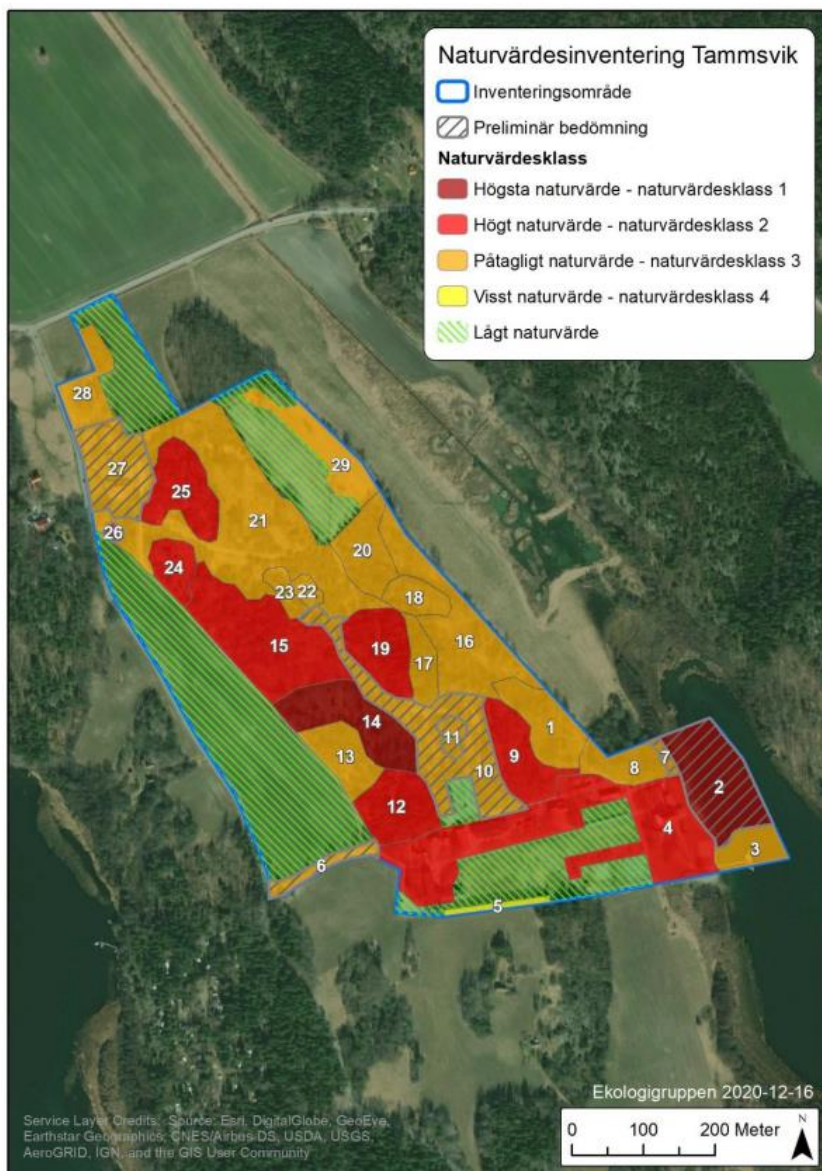 Naturvärdesinventering Tammsvik
Inventeringsområde
Preliminär bedömning
Naturvärdesklass
Högsta naturvärde - naturvärdesklass 1
Högt naturvärde - naturvärdesklass 2
Påtagligt naturvärde - naturvärdesklass 3
Visst naturvärde - naturvärdesklass 4
Lågt naturvärde
28
27
25
29
21
26
20
24
23
22
18
15
19
16
17
14
1
11
9
13
8
7
10
2
12
4
3
6
5
Ekologigruppen 2020-12-16
Service Layer Credits: Source: Esri, DigitalGlobe, GeoEye,
Earthstar Geographics, CNES/Airbus DS, USDA, USGS,
AeroGRID, IGN, and the GIS User Community
N
0 100 200 Meter